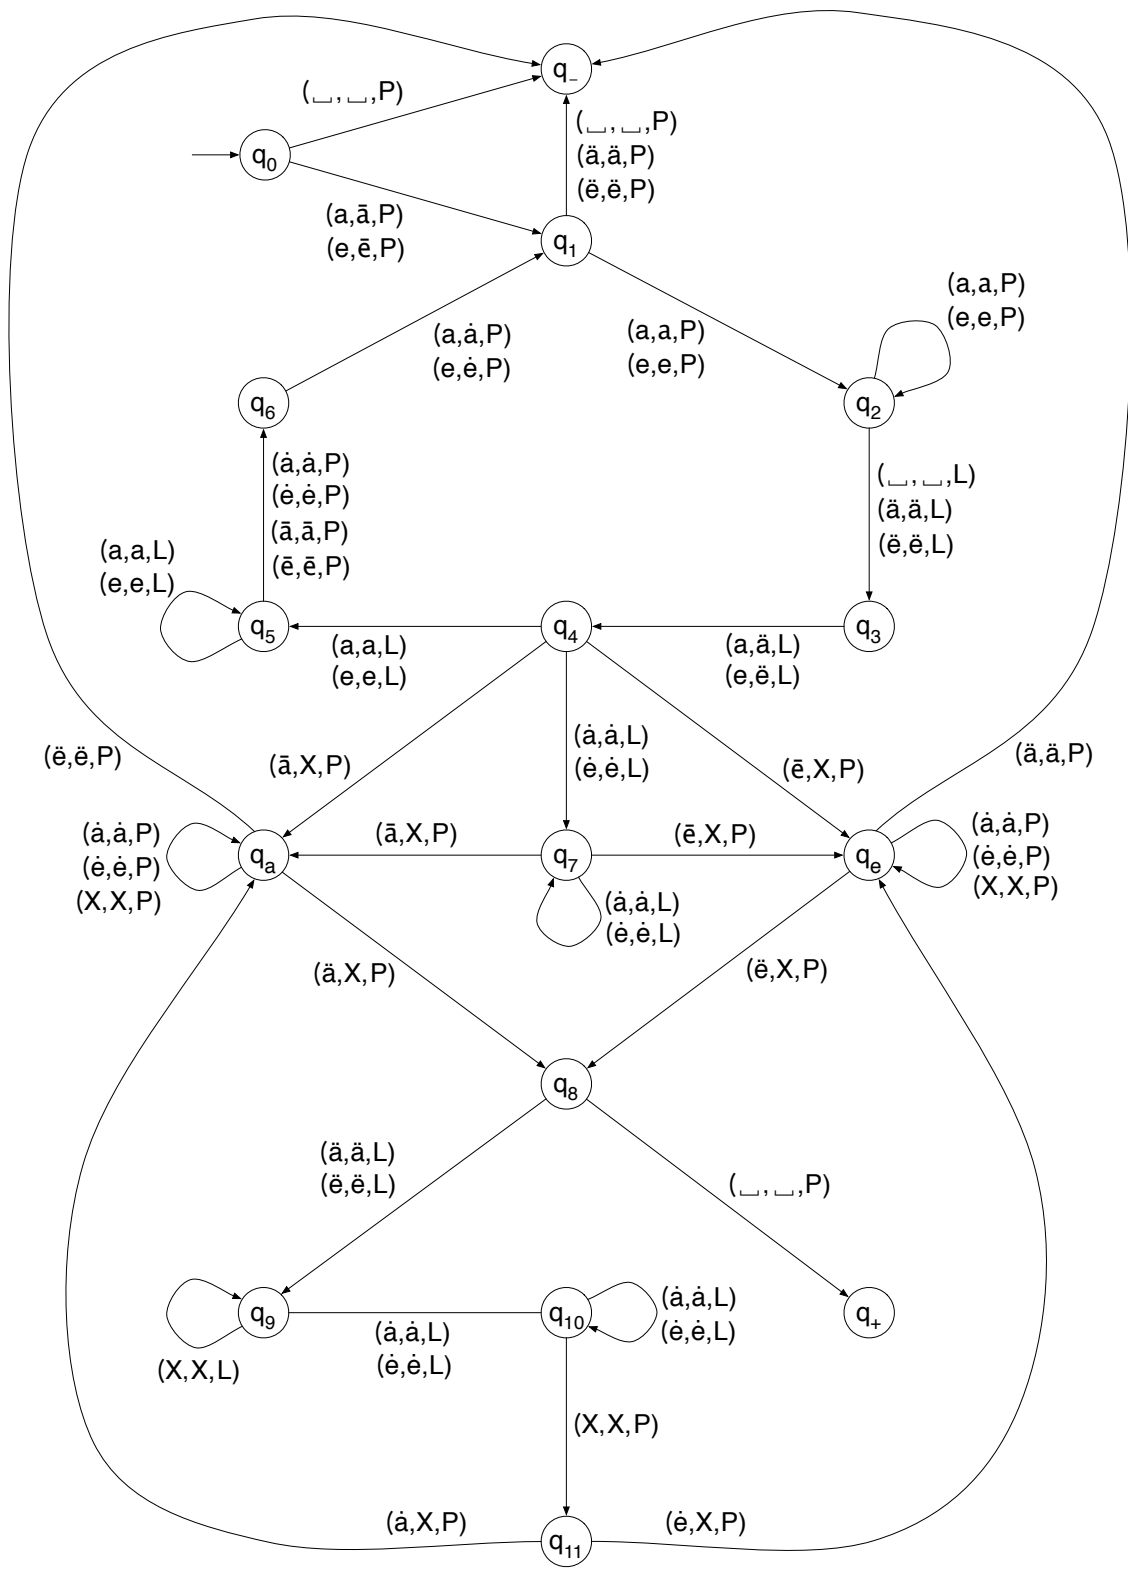 q₋
(␣,␣,P)
(␣,␣,P)
(ä,ä,P)
(ë,ë,P)
q₀
(a,ā,P)
(e,ē,P)
q₁
(a,a,P)
(e,e,P)
(a,ȧ,P)
(e,ė,P)
(a,a,P)
(e,e,P)
q₆
q₂
(ȧ,ȧ,P)
(ė,ė,P)
(ā,ā,P)
(ē,ē,P)
(␣,␣,L)
(ä,ä,L)
(ë,ë,L)
(a,a,L)
(e,e,L)
q₅
q₄
q₃
(a,a,L)
(e,e,L)
(a,ä,L)
(e,ë,L)
(ë,ë,P)
(ā,X,P)
(ȧ,ȧ,L)
(ė,ė,L)
(ē,X,P)
(ä,ä,P)
(ȧ,ȧ,P)
(ė,ė,P)
(X,X,P)
qₐ
(ā,X,P)
q₇
(ē,X,P)
qₑ
(ȧ,ȧ,P)
(ė,ė,P)
(X,X,P)
(ȧ,ȧ,L)
(ė,ė,L)
(ä,X,P)
(ë,X,P)
q₈
(ä,ä,L)
(ë,ë,L)
(␣,␣,P)
q₉
q₁₀
(ȧ,ȧ,L)
(ė,ė,L)
q₊
(X,X,L)
(ȧ,ȧ,L)
(ė,ė,L)
(X,X,P)
(ȧ,X,P)
(ė,X,P)
q₁₁